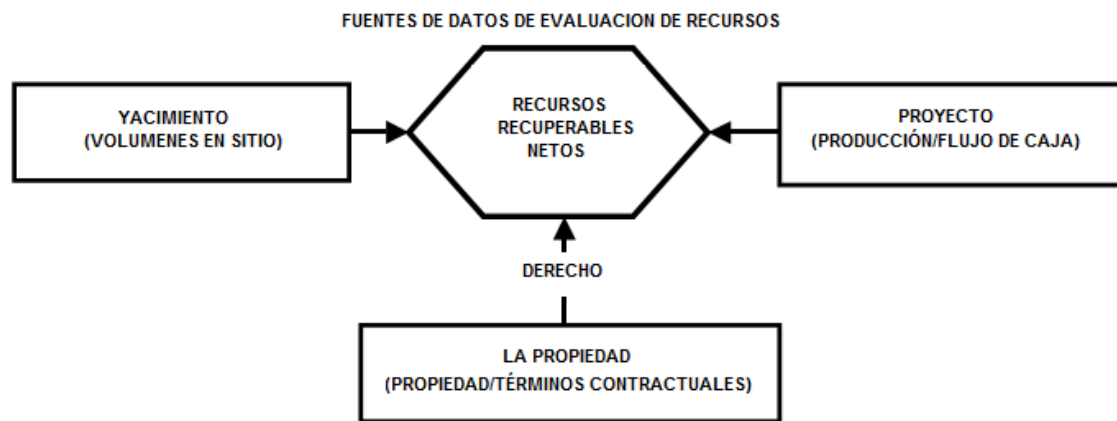 FUENTES DE DATOS DE EVALUACION DE RECURSOS
YACIMIENTO
(VOLUMENES EN SITIO)
RECURSOS
RECUPERABLES
NETOS
PROYECTO
(PRODUCCIÓN/FLUJO DE CAJA)
DERECHO
LA PROPIEDAD
(PROPIEDAD/TÉRMINOS CONTRACTUALES)